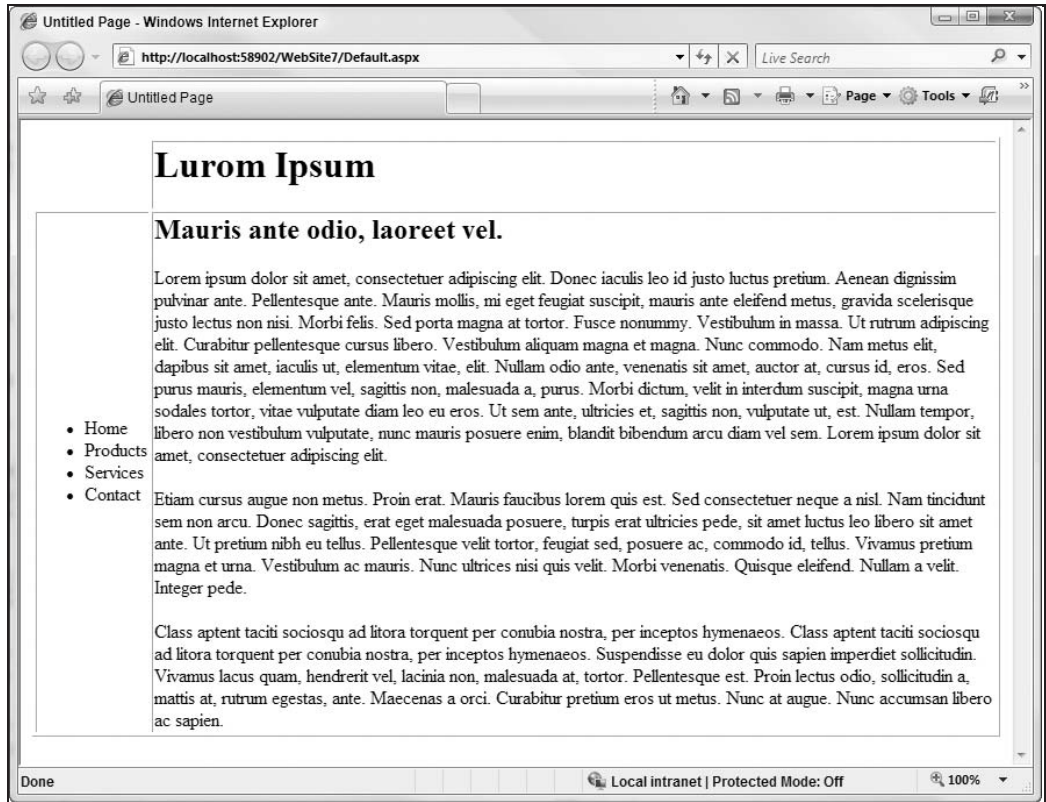 Untitled Page - Windows Internet Explorer
http://localhost:58902/WebSite7/Default.aspx
Live Search
Untitled Page
Page
Tools
Lurom Ipsum
Mauris ante odio, laoreet vel.
Lorem ipsum dolor sit amet, consectetuer adipiscing elit. Donec iaculis leo id justo luctus pretium. Aenean dignissim
pulvinar ante. Pellentesque ante. Mauris mollis, mi eget feugiat suscipit, mauris ante eleifend metus, gravida scelerisque
justo lectus non nisi. Morbi felis. Sed porta magna at tortor. Fusce nonummy. Vestibulum in massa. Ut rutrum adipiscing
elit. Curabitur pellentesque cursus libero. Vestibulum aliquam magna et magna. Nunc commodo. Nam metus elit,
dapibus sit amet, iaculis ut, elementum vitae, elit. Nullam odio ante, venenatis sit amet, auctor at, cursus id, eros. Sed
purus mauris, elementum vel, sagittis non, malesuada a, purus. Morbi dictum, velit in interdum suscipit, magna urna
sodales tortor, vitae vulputate diam leo eu eros. Ut sem ante, ultricies et, sagittis non, vulputate ut, est. Nullam tempor,
libero non vestibulum vulputate, nunc mauris posuere enim, blandit bibendum arcu diam vel sem. Lorem ipsum dolor sit
amet, consectetuer adipiscing elit.
Home
Products
Services
Contact
Etiam cursus augue non metus. Proin erat. Mauris faucibus lorem quis est. Sed consectetuer neque a nisl. Nam tincidunt
sem non arcu. Donec sagittis, erat eget malesuada posuere, turpis erat ultricies pede, sit amet luctus leo libero sit amet
ante. Ut pretium nibh eu tellus. Pellentesque velit tortor, feugiat sed, posuere ac, commodo id, tellus. Vivamus pretium
magna et urna. Vestibulum ac mauris. Nunc ultrices nisi quis velit. Morbi venenatis. Quisque eleifend. Nullam a velit.
Integer pede.
Class aptent taciti sociosqu ad litora torquent per conubia nostra, per inceptos hymenaeos. Class aptent taciti sociosqu
ad litora torquent per conubia nostra, per inceptos hymenaeos. Suspendisse eu dolor quis sapien imperdiet sollicitudin.
Vivamus lacus quam, hendrerit vel, lacinia non, malesuada at, tortor. Pellentesque est. Proin lectus odio, sollicitudin a,
mattis at, rutrum egestas, ante. Maecenas a orci. Curabitur pretium eros ut metus. Nunc at augue. Nunc accumsan libero
ac sapien.
Done
Local intranet | Protected Mode: Off
100%